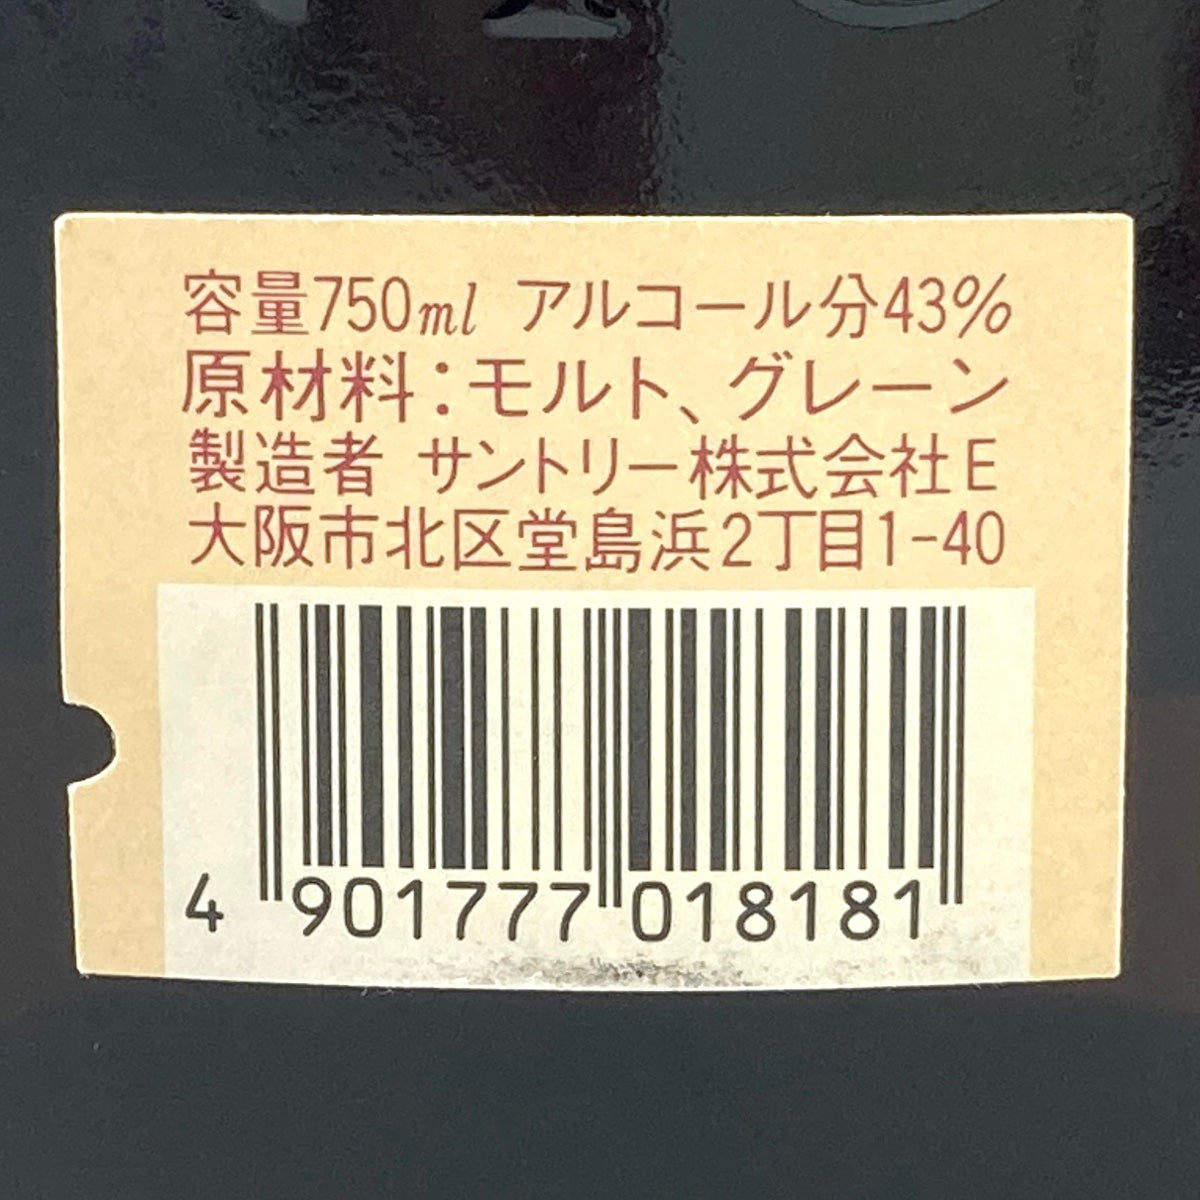 容量750ml アルコール分43%
原材料：モルト、グレーン
製造者 サントリー株式会社E
大阪市北区堂島浜2丁目1-40
4 901777 018181